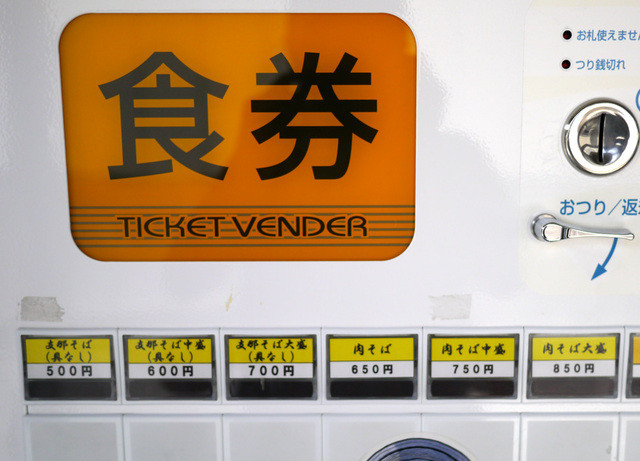 食券
TICKET VENDER
お札使えませ
つり銭切れ
おつり/返
支那そば
(具なし)
500円
支那そば中盛
(具なし)
600円
支那そば大盛
(具なし)
700円
肉そば
650円
肉そば中盛
750円
肉そば大盛
850円